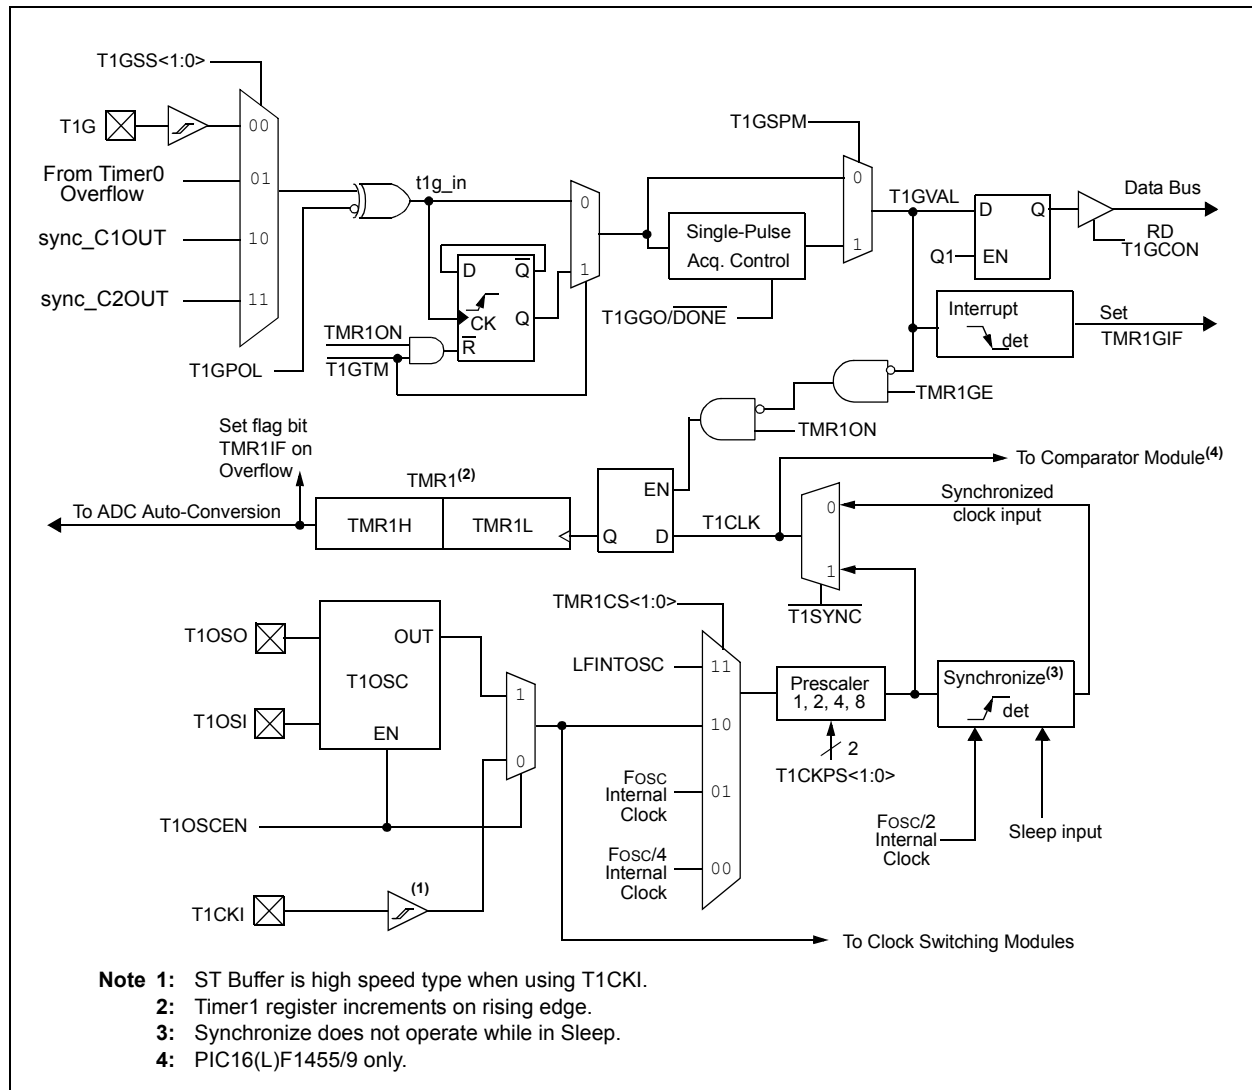 T1GSS<1:0>
T1G
00
From Timer0
Overflow
01
sync_C1OUT
10
sync_C2OUT
11
T1GPOL
t1g_in
D
Q
CK
Q
R
TMR1ON
T1GTM
0
1
Single-Pulse
Acq. Control
T1GGO/DONE
T1GSPM
0
1
T1GVAL
D
Q
Q1
EN
Data Bus
RD
T1GCON
Interrupt
det
Set
TMR1GIF
TMR1GE
TMR1ON
Set flag bit
TMR1IF on
Overflow
To ADC Auto-Conversion
TMR1(2)
TMR1H
TMR1L
EN
Q
D
T1CLK
To Comparator Module(4)
Synchronized
clock input
0
1
T1SYNC
T1OSO
OUT
T1OSC
T1OSI
EN
1
0
T1OSCEN
T1CKI
(1)
TMR1CS<1:0>
LFINTOSC
11
10
FOSC
Internal
Clock
01
FOSC/4
Internal
Clock
00
Prescaler
1, 2, 4, 8
2
T1CKPS<1:0>
Synchronize(3)
det
FOSC/2
Internal
Clock
Sleep input
To Clock Switching Modules
Note 1: ST Buffer is high speed type when using T1CKI.
2: Timer1 register increments on rising edge.
3: Synchronize does not operate while in Sleep.
4: PIC16(L)F1455/9 only.